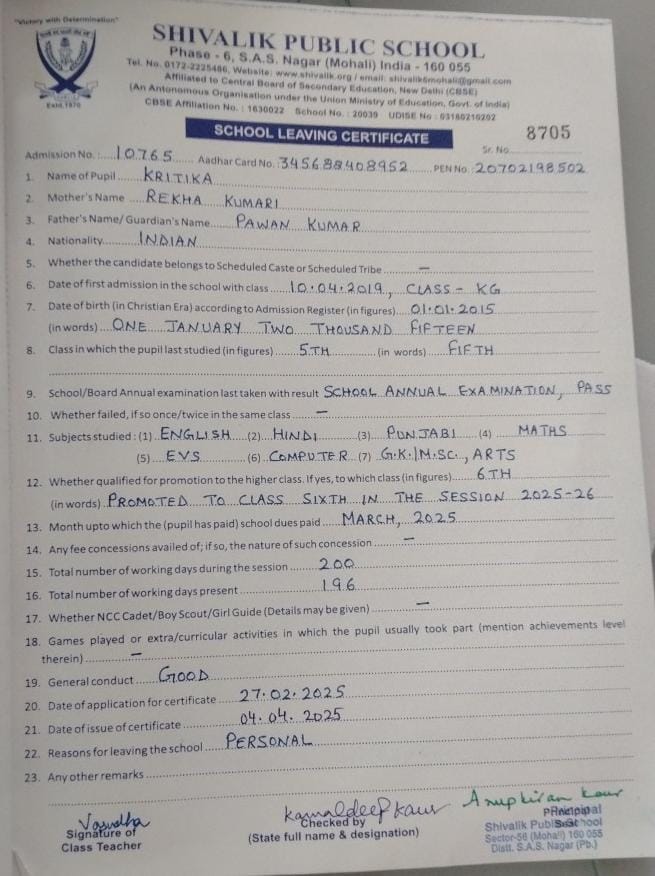 "Victory with Determination"
Estd.1970
SHIVALIK PUBLIC SCHOOL
Phase - 6, S.A.S. Nagar (Mohali) India - 160 055
Tel. No. 0172-2225486, Website: www.shivalik.org / email: shivalik6mohali@gmail.com
Affiliated to Central Board of Secondary Education, New Delhi (CBSE)
(An Antonomous Organisation under the Union Ministry of Education, Govt. of India)
CBSE Affiliation No. : 1630022 School No. : 20039 UDISE No : 03180210202
SCHOOL LEAVING CERTIFICATE
Sr. No. 8705
Admission No.: 10765 Aadhar Card No. : 345688408952 PEN No. 20702198502
1. Name of Pupil KRITIKA
2. Mother's Name REKHA KUMARI
3. Father's Name/ Guardian's Name PAWAN KUMAR
4. Nationality INDIAN
5. Whether the candidate belongs to Scheduled Caste or Scheduled Tribe –
6. Date of first admission in the school with class 10.04.2019, CLASS - KG
7. Date of birth (in Christian Era) according to Admission Register (in figures) 01.01.2015
(in words) ONE JANUARY TWO THOUSAND FIFTEEN
8. Class in which the pupil last studied (in figures) 5TH (in words) FIFTH
9. School/Board Annual examination last taken with result SCHOOL ANNUAL EXAMINATION, PASS
10. Whether failed, if so once/twice in the same class –
11. Subjects studied : (1) ENGLISH (2) HINDI (3) PUNJABI (4) MATHS
(5) EVS (6) COMPUTER (7) G.K./M.SC., ARTS
12. Whether qualified for promotion to the higher class. If yes, to which class (in figures) 6TH
(in words) PROMOTED TO CLASS SIXTH IN THE SESSION 2025-26
13. Month upto which the (pupil has paid) school dues paid MARCH, 2025
14. Any fee concessions availed of; if so, the nature of such concession –
15. Total number of working days during the session 200
16. Total number of working days present 196
17. Whether NCC Cadet/Boy Scout/Girl Guide (Details may be given) –
18. Games played or extra/curricular activities in which the pupil usually took part (mention achievements level
therein) –
19. General conduct GOOD
20. Date of application for certificate 27.02.2025
21. Date of issue of certificate 04.04.2025
22. Reasons for leaving the school PERSONAL
23. Any other remarks
Vasudha
Signature of
Class Teacher
Kamaldeep Kaur
Checked by
(State full name & designation)
Anupkiran Kaur
Principal
Shivalik Public School
Sector-56 (Mohali) 160 055
Distt. S.A.S. Nagar (Pb.)